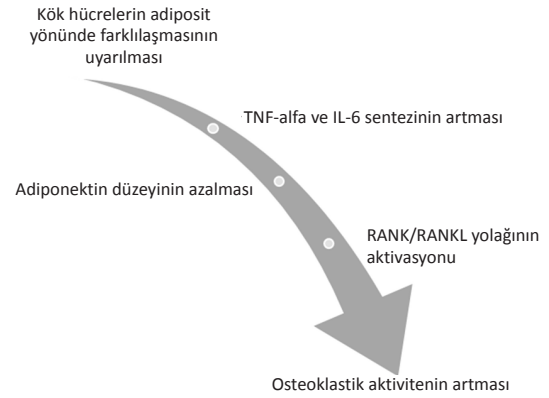 Kök hücrelerin adiposit
yönünde farklılaşmasının
uyarılması
TNF-alfa ve IL-6 sentezinin artması
Adiponektin düzeyinin azalması
RANK/RANKL yolağının
aktivasyonu
Osteoklastik aktivitenin artması